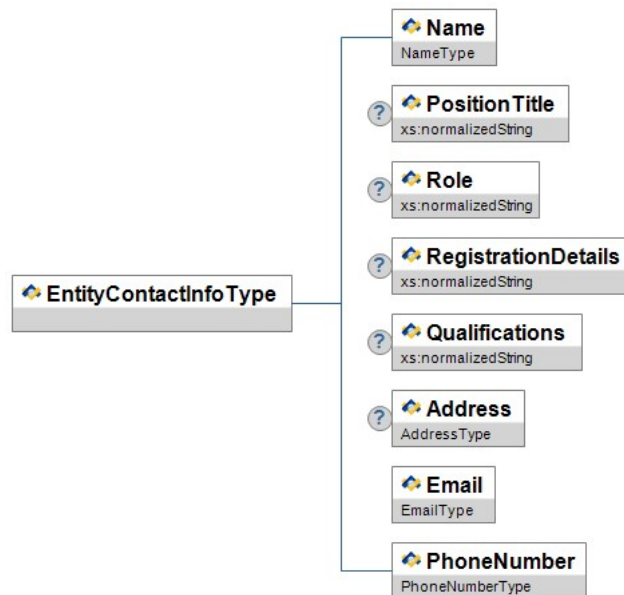 Name
NameType
?
PositionTitle
xs:normalizedString
?
Role
xs:normalizedString
?
RegistrationDetails
xs:normalizedString
EntityContactInfoType
?
Qualifications
xs:normalizedString
?
Address
AddressType
Email
EmailType
PhoneNumber
PhoneNumberType